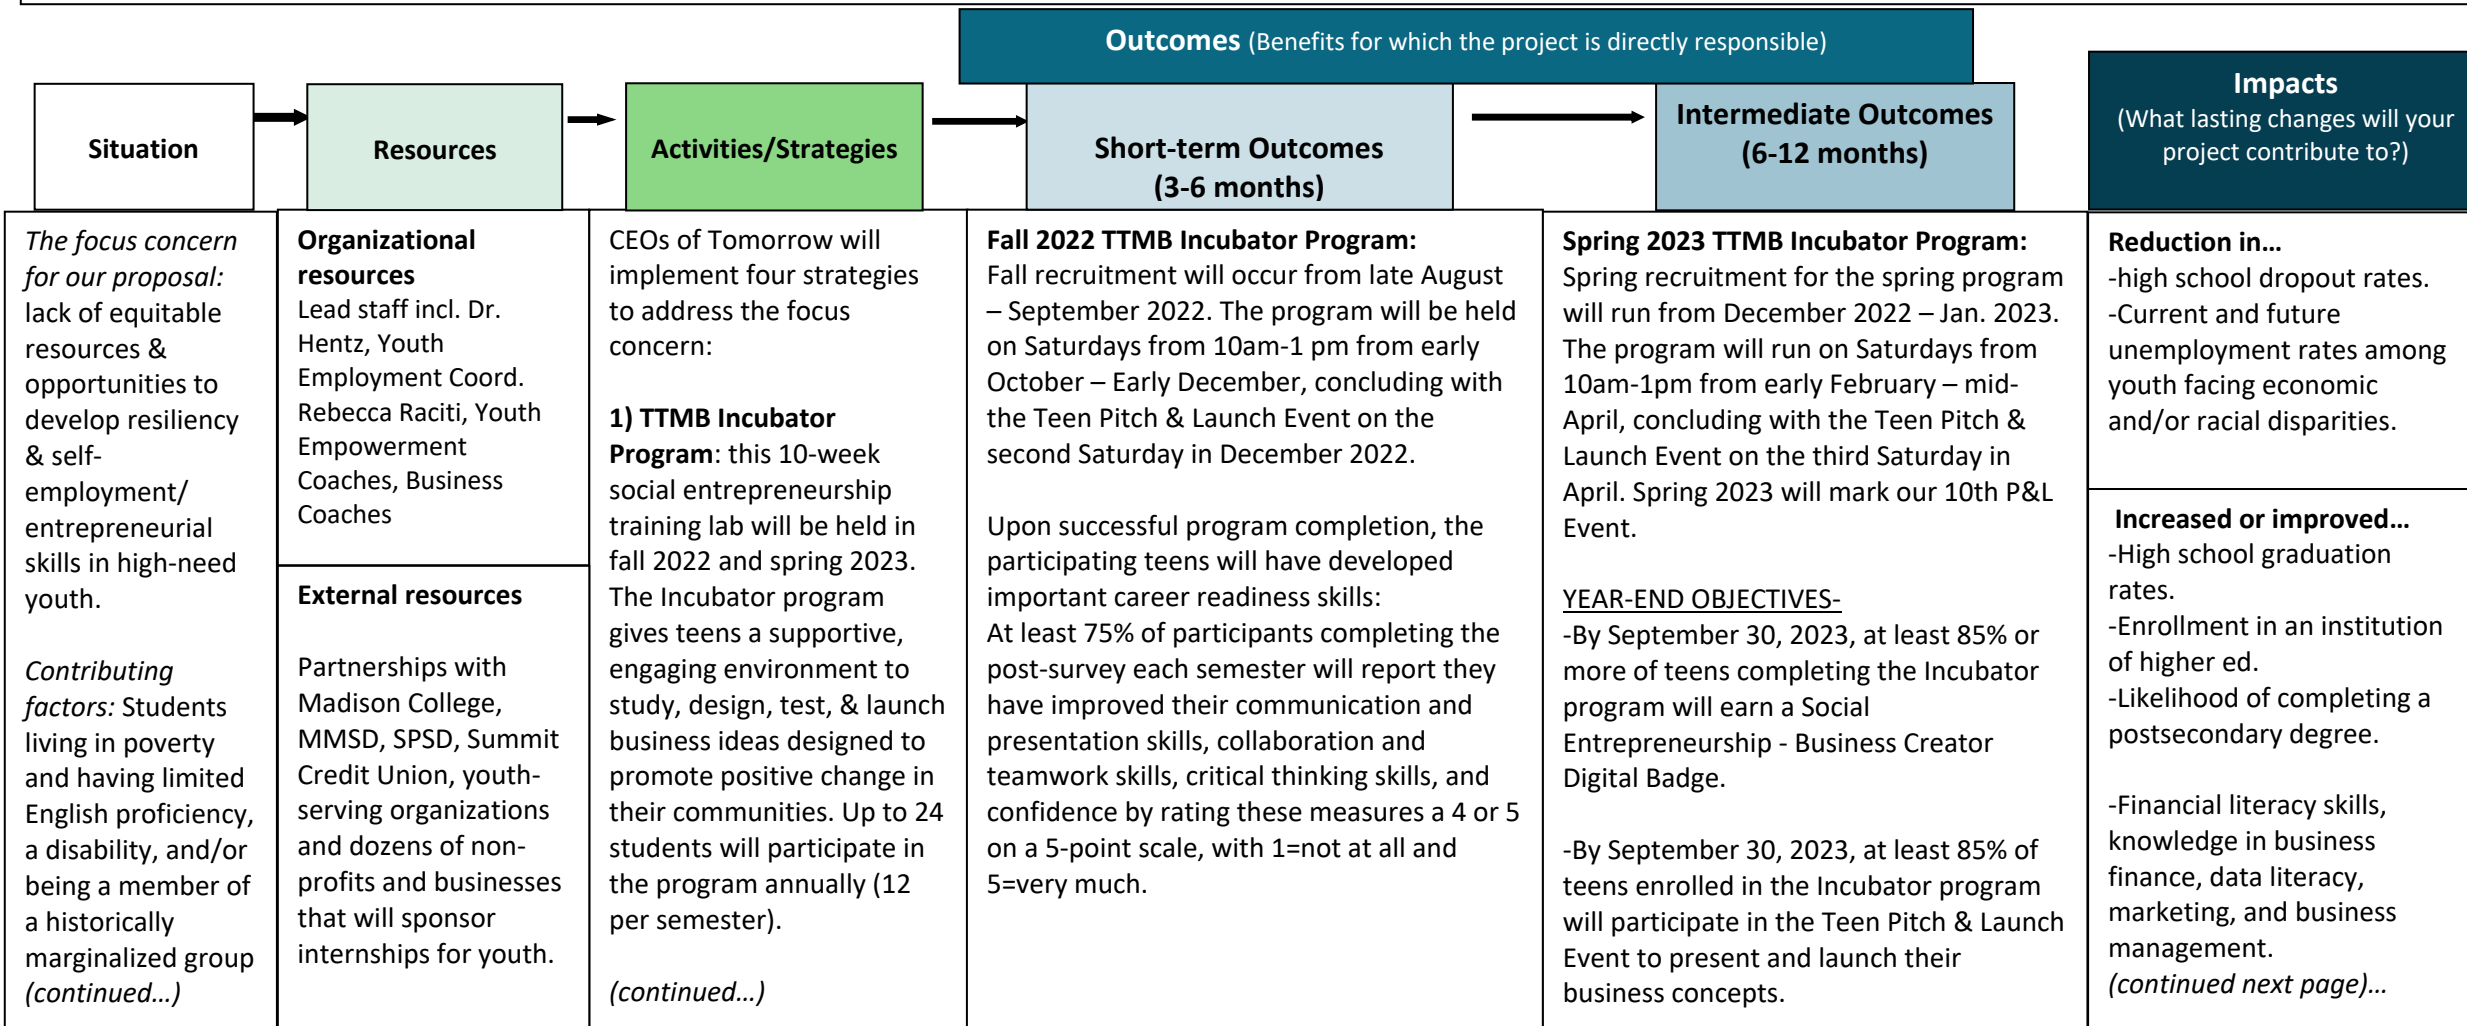 Outcomes (Benefits for which the project is directly responsible)
Situation
Resources
Activities/Strategies
Short-term Outcomes
(3-6 months)
Intermediate Outcomes
(6-12 months)
Impacts
(What lasting changes will your
project contribute to?)
The focus concern
for our proposal:
lack of equitable
resources &
opportunities to
develop resiliency
& self-
employment/
entrepreneurial
skills in high-need
youth.
Contributing
factors: Students
living in poverty
and having limited
English proficiency,
a disability, and/or
being a member of
a historically
marginalized group
(continued…)
Organizational
resources
Lead staff incl. Dr.
Hentz, Youth
Employment Coord.
Rebecca Raciti, Youth
Empowerment
Coaches, Business
Coaches
External resources
Partnerships with
Madison College,
MMSD, SPSD, Summit
Credit Union, youth-
serving organizations
and dozens of non-
profits and businesses
that will sponsor
internships for youth.
CEOs of Tomorrow will
implement four strategies
to address the focus
concern:
1) TTMB Incubator
Program: this 10-week
social entrepreneurship
training lab will be held in
fall 2022 and spring 2023.
The Incubator program
gives teens a supportive,
engaging environment to
study, design, test, & launch
business ideas designed to
promote positive change in
their communities. Up to 24
students will participate in
the program annually (12
per semester).
(continued…)
Fall 2022 TTMB Incubator Program:
Fall recruitment will occur from late August
– September 2022. The program will be held
on Saturdays from 10am-1 pm from early
October – Early December, concluding with
the Teen Pitch & Launch Event on the
second Saturday in December 2022.
Upon successful program completion, the
participating teens will have developed
important career readiness skills:
At least 75% of participants completing the
post-survey each semester will report they
have improved their communication and
presentation skills, collaboration and
teamwork skills, critical thinking skills, and
confidence by rating these measures a 4 or 5
on a 5-point scale, with 1=not at all and
5=very much.
Spring 2023 TTMB Incubator Program:
Spring recruitment for the spring program
will run from December 2022 – Jan. 2023.
The program will run on Saturdays from
10am-1pm from early February – mid-
April, concluding with the Teen Pitch &
Launch Event on the third Saturday in
April. Spring 2023 will mark our 10th P&L
Event.
YEAR-END OBJECTIVES-
-By September 30, 2023, at least 85% or
more of teens completing the Incubator
program will earn a Social
Entrepreneurship - Business Creator
Digital Badge.
-By September 30, 2023, at least 85% of
teens enrolled in the Incubator program
will participate in the Teen Pitch & Launch
Event to present and launch their
business concepts.
Reduction in…
-high school dropout rates.
-Current and future
unemployment rates among
youth facing economic
and/or racial disparities.
Increased or improved…
-High school graduation
rates.
-Enrollment in an institution
of higher ed.
-Likelihood of completing a
postsecondary degree.
-Financial literacy skills,
knowledge in business
finance, data literacy,
marketing, and business
management.
(continued next page)…